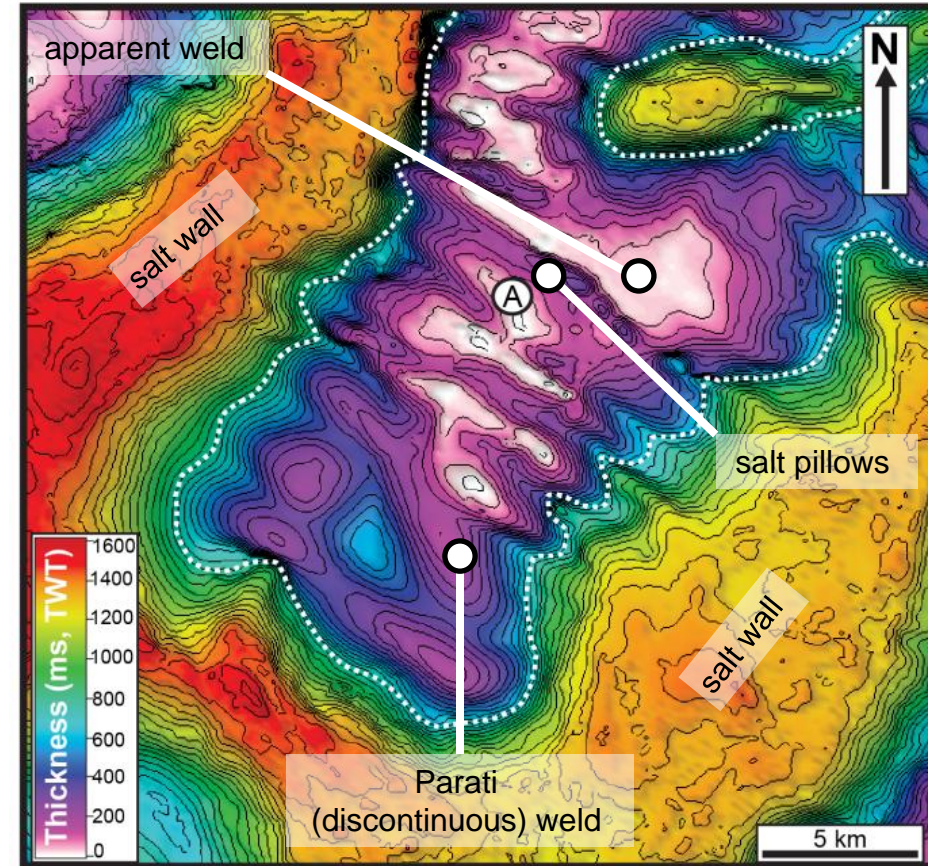 apparent weld
N
salt wall
A
salt pillows
Thickness (ms, TWT)
1600
1400
1200
1000
800
600
400
200
0
salt wall
Parati
(discontinuous) weld
5 km